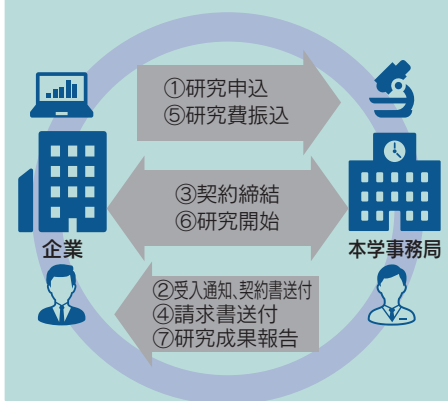 ①研究申込
⑤研究費振込
③契約締結
⑥研究開始
企業
本学事務局
②受入通知、契約書送付
④請求書送付
⑦研究成果報告